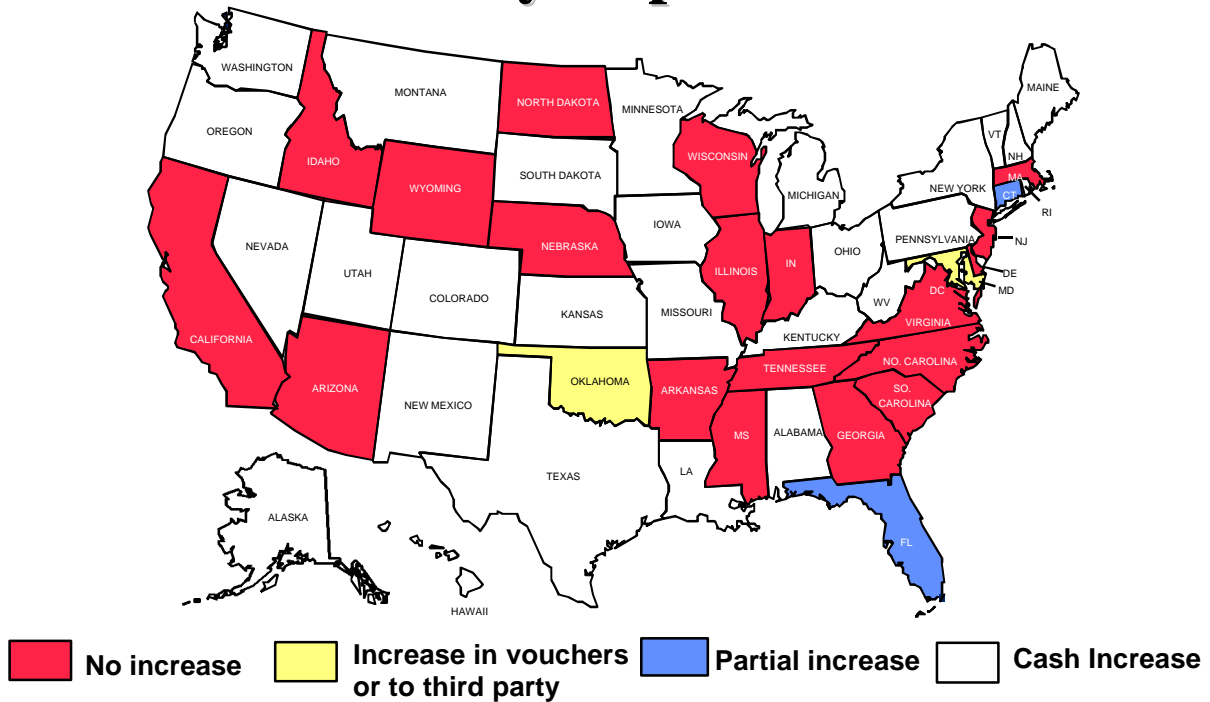 WASHINGTON
MONTANA
NORTH DAKOTA
MINNESOTA
MAINE
OREGON
IDAHO
WYOMING
SOUTH DAKOTA
WISCONSIN
MICHIGAN
VT
NH
NEW YORK
MA
CT
RI
NEVADA
UTAH
COLORADO
NEBRASKA
IOWA
ILLINOIS
IN
OHIO
PENNSYLVANIA
NJ
DE
MD
DC
WV
VIRGINIA
CALIFORNIA
KANSAS
MISSOURI
KENTUCKY
ARIZONA
NEW MEXICO
OKLAHOMA
ARKANSAS
TENNESSEE
NO. CAROLINA
SO.
CAROLINA
TEXAS
LA
MS
ALABAMA
GEORGIA
FL
ALASKA
HAWAII
No increase
Increase in vouchers
or to third party
Partial increase
Cash Increase